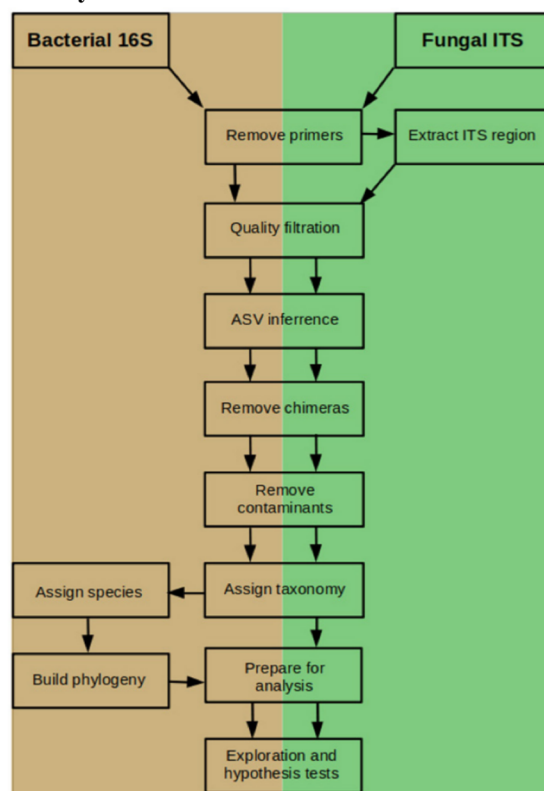 Bacterial 16S
Fungal ITS
Remove primers
Extract ITS region
Quality filtration
ASV inferrence
Remove chimeras
Remove
contaminants
Assign species
Assign taxonomy
Build phylogeny
Prepare for
analysis
Exploration and
hypothesis tests